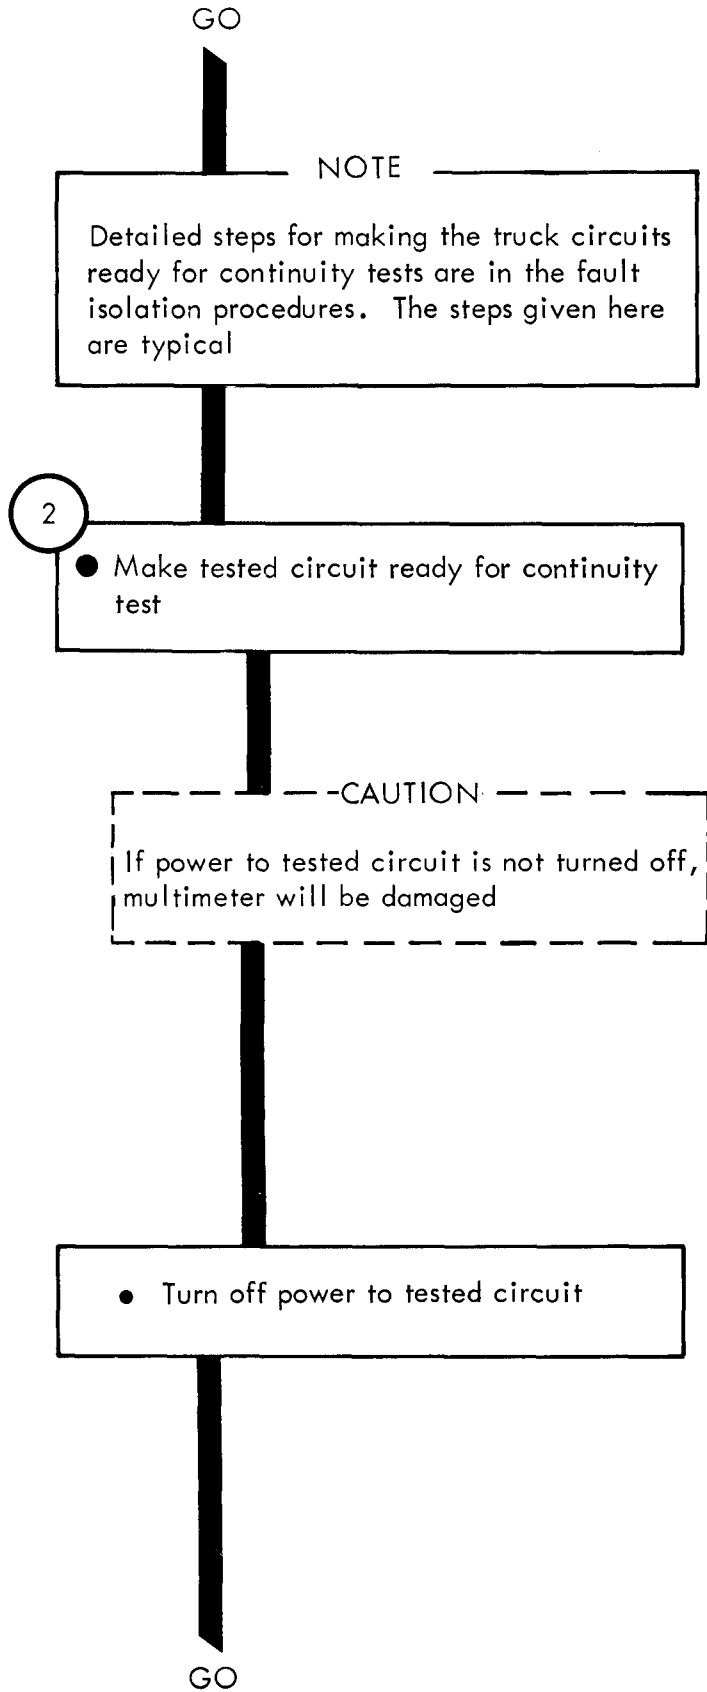 GO
NOTE
Detailed steps for making the truck circuits
ready for continuity tests are in the fault
isolation procedures. The steps given here
are typical
2
● Make tested circuit ready for continuity
test
CAUTION
If power to tested circuit is not turned off,
multimeter will be damaged
● Turn off power to tested circuit
GO